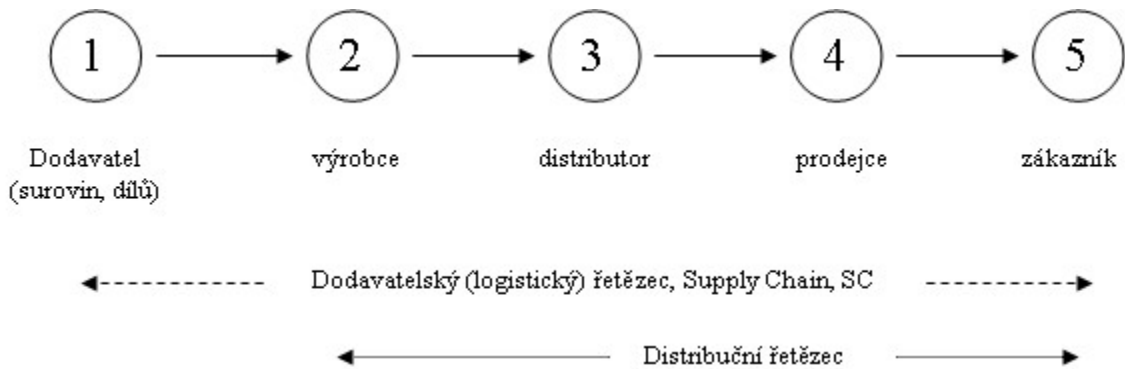 1 2 3 4 5
Dodavatel výrobce distributor prodejce zákazník
(surovin, dílů)
Dodavatelský (logistický) řetězec, Supply Chain, SC
Distribuční řetězec